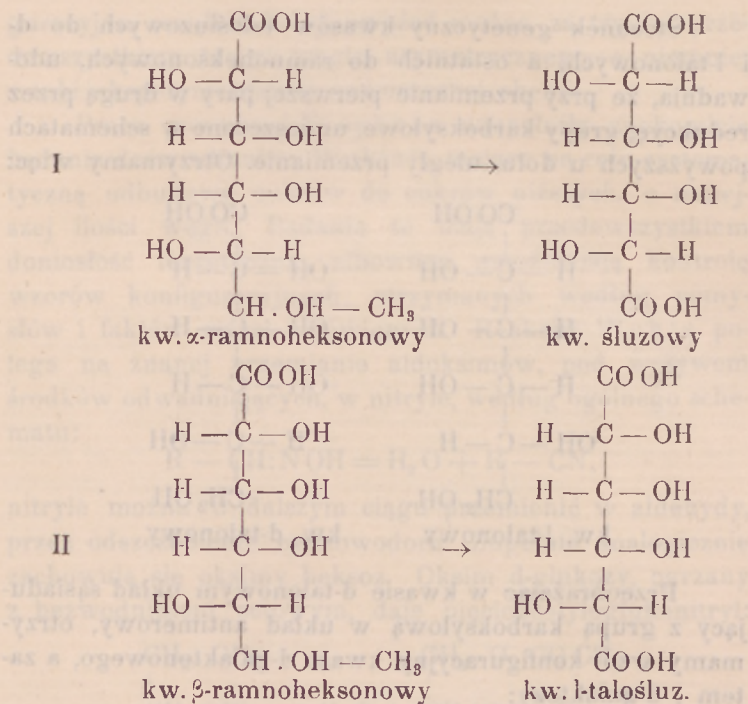 COOH COOH
HO — C — H HO — C — H
H — C — OH H — C — OH
I →
H — C — OH H — C — OH
HO — C — H HO — C — H
CH . OH — CH₃ COOH
kw. α-ramnoheksonowy kw. śluzowy
COOH COOH
H — C — OH H — C — OH
H — C — OH H — C — OH
II H — C — OH → H — C — OH
HO — C — H HO — C — H
CH . OH — CH₃ COOH
kw. β-ramnoheksonowy kw. l-talośluz.